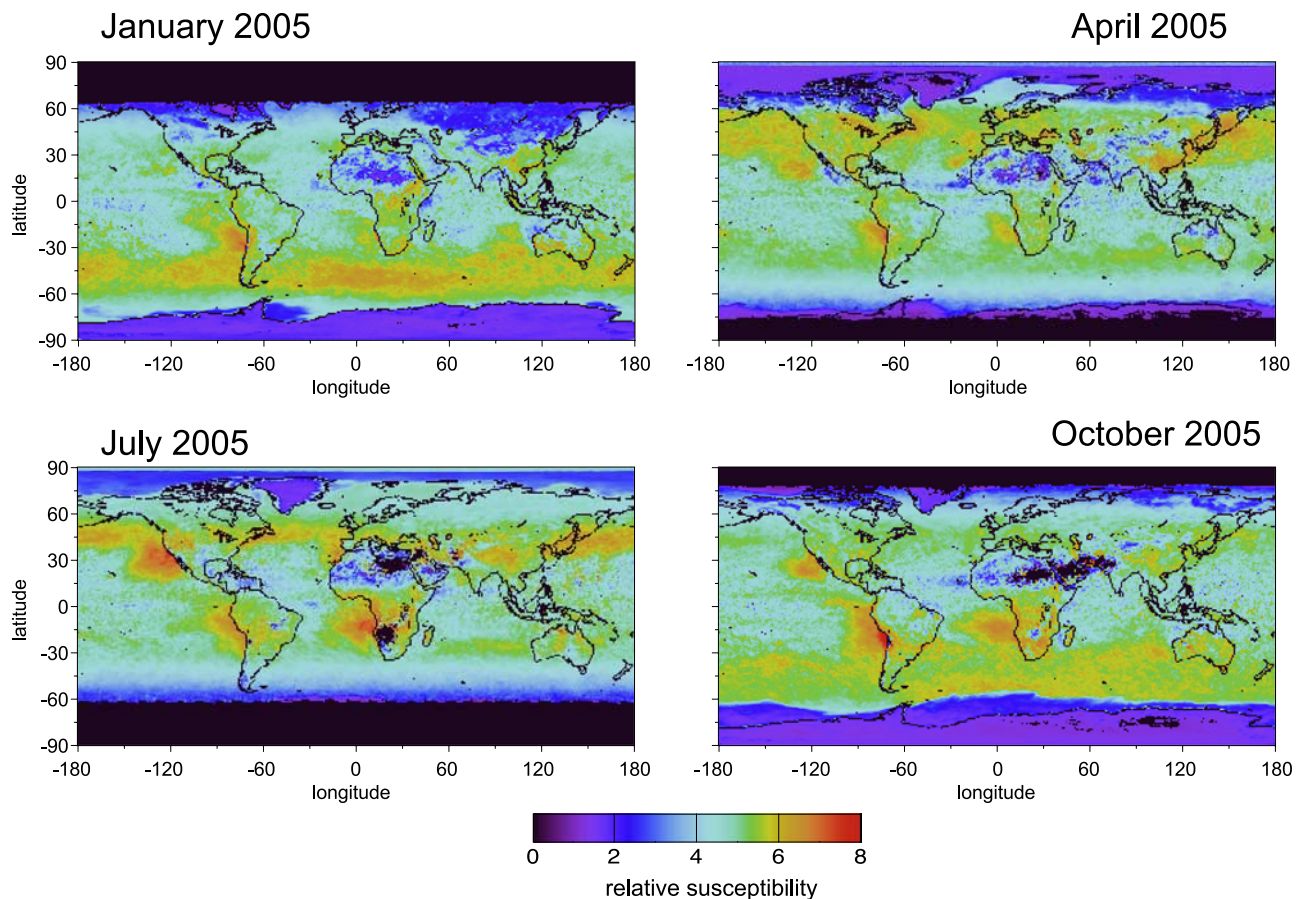 January 2005
April 2005
90
60
30
0
-30
-60
-90
latitude
-180 -120 -60 0 60 120 180
longitude
-180 -120 -60 0 60 120 180
longitude
July 2005
October 2005
90
60
30
0
-30
-60
-90
latitude
-180 -120 -60 0 60 120 180
longitude
-180 -120 -60 0 60 120 180
longitude
0 2 4 6 8
relative susceptibility